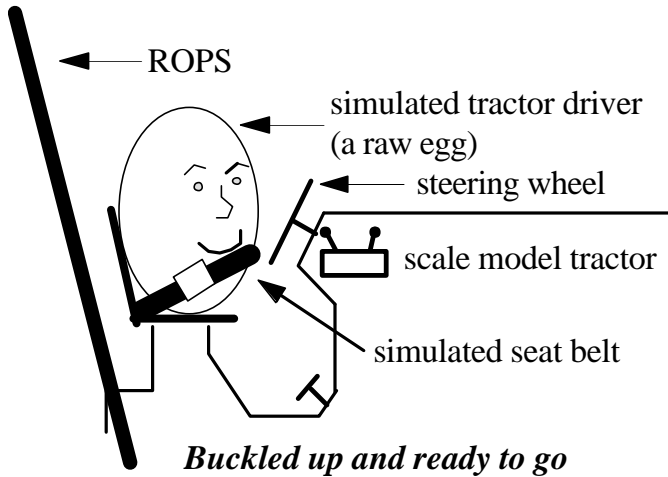 ROPS
simulated tractor driver
(a raw egg)
steering wheel
scale model tractor
simulated seat belt
Buckled up and ready to go